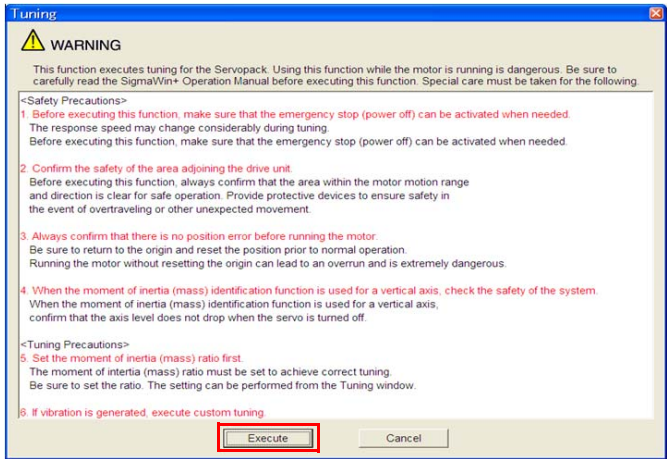 Tuning
WARNING
This function executes tuning for the Servopack. Using this function while the motor is running is dangerous. Be sure to
carefully read the SigmaWin+ Operation Manual before executing this function. Special care must be taken for the following.
<Safety Precautions>
1. Before executing this function, make sure that the emergency stop (power off) can be activated when needed.
The response speed may change considerably during tuning.
Before executing this function, make sure that the emergency stop (power off) can be activated when needed.
2. Confirm the safety of the area adjoining the drive unit.
Before executing this function, always confirm that the area within the motor motion range
and direction is clear for safe operation. Provide protective devices to ensure safety in
the event of overtraveling or other unexpected movement.
3. Always confirm that there is no position error before running the motor.
Be sure to return to the origin and reset the position prior to normal operation.
Running the motor without resetting the origin can lead to an overrun and is extremely dangerous.
4. When the moment of inertia (mass) identification function is used for a vertical axis, check the safety of the system.
When the moment of inertia (mass) identification function is used for a vertical axis,
confirm that the axis level does not drop when the servo is turned off.
<Tuning Precautions>
5. Set the moment of inertia (mass) ratio first.
The moment of intertia (mass) ratio must be set to achieve correct tuning.
Be sure to set the ratio. The setting can be performed from the Tuning window.
6. If vibration is generated, execute custom tuning.
Execute
Cancel